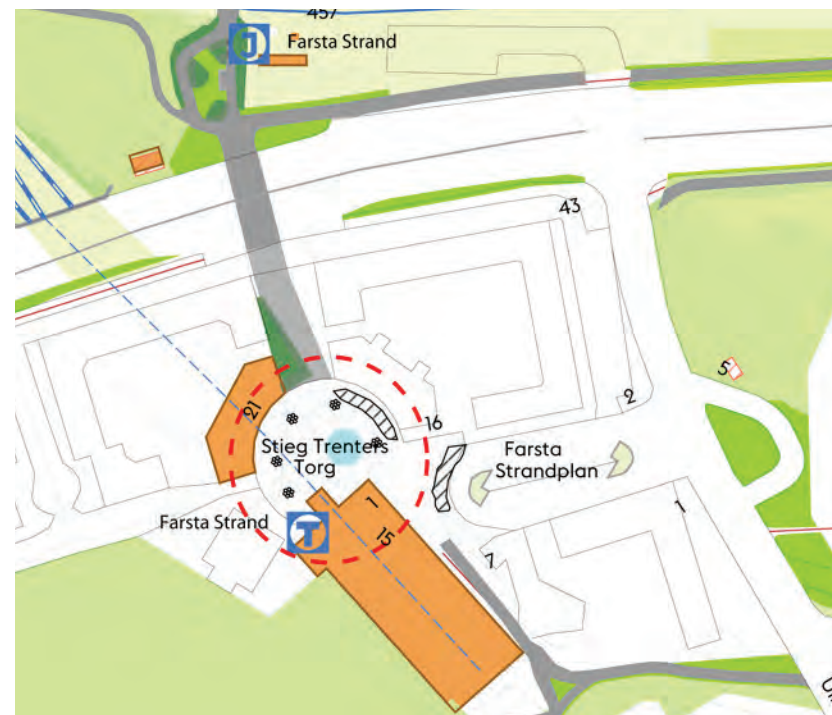 457
J
Farsta Strand
43
5
2
21
16
Stieg Trenters
Torg
Farsta
Strandplan
1
1
Farsta Strand
T
15
7